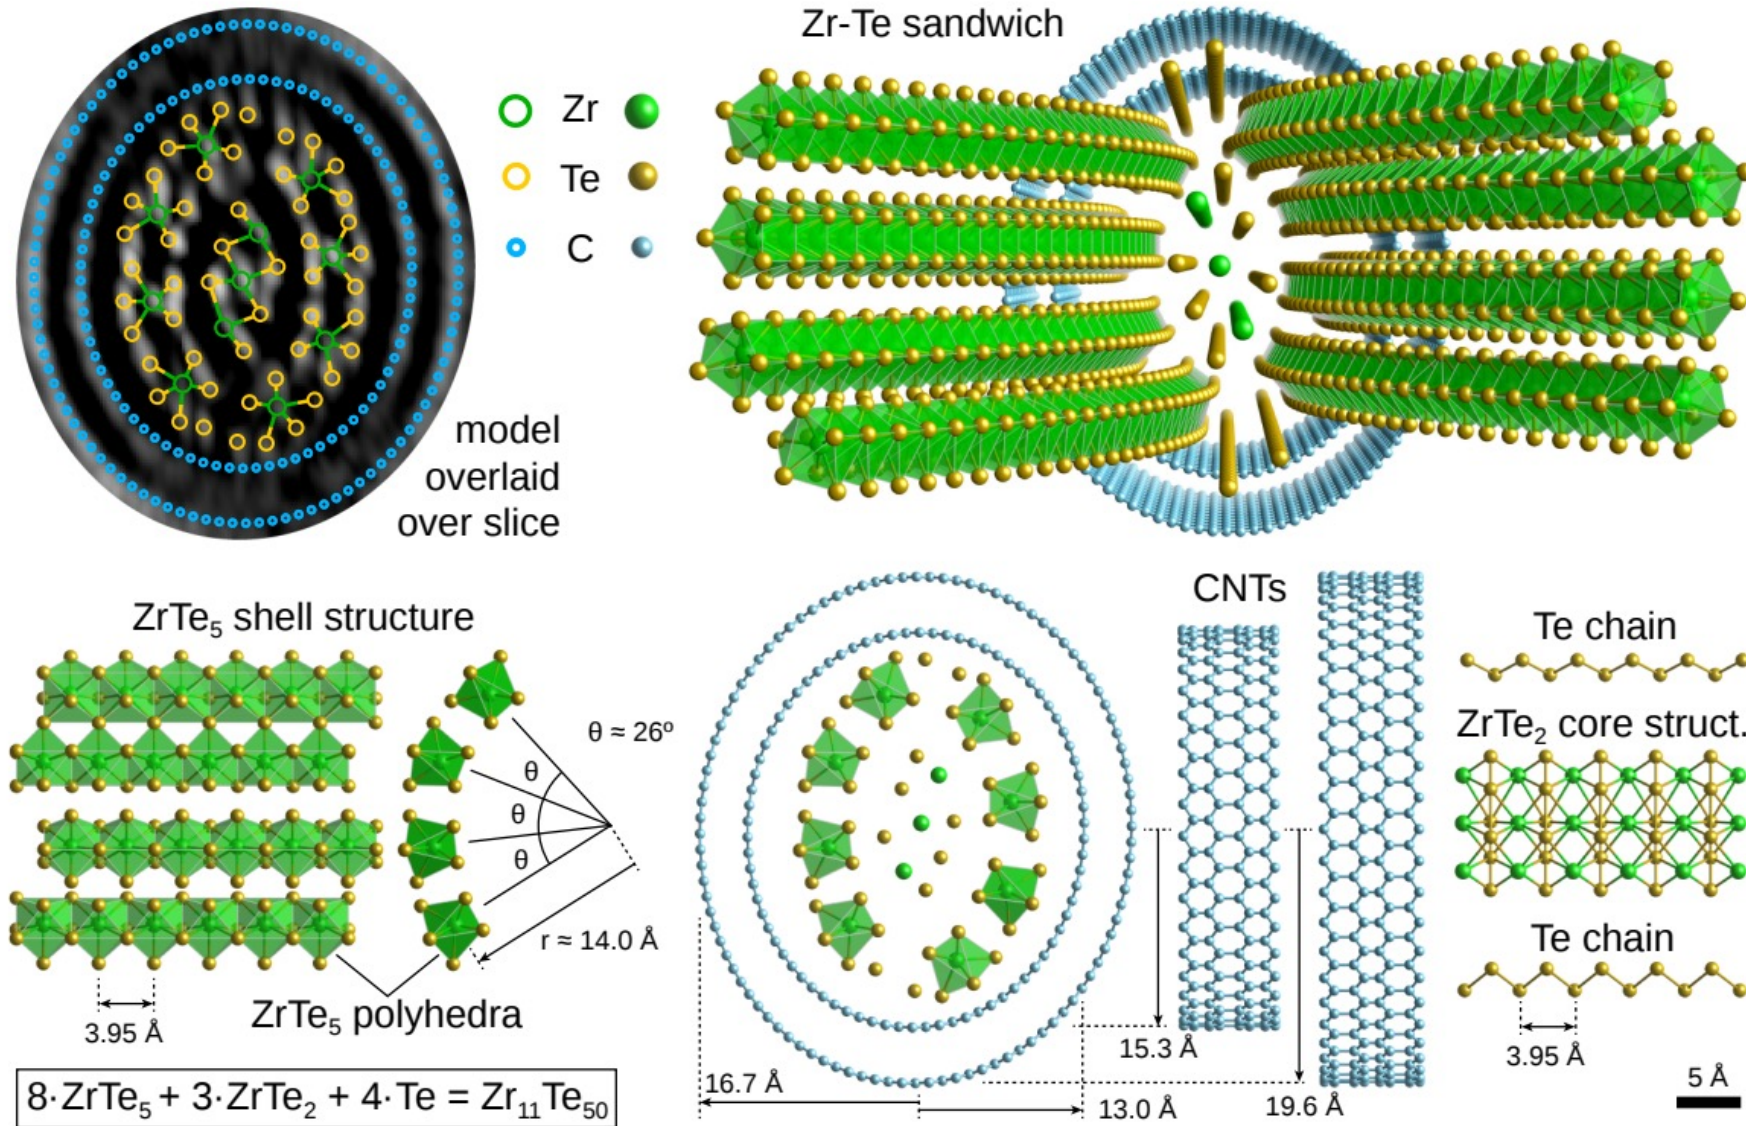 Zr-Te sandwich
Zr
Te
C
model
overlaid
over slice
ZrTe₅ shell structure
θ ≈ 26º
θ
θ
θ
r ≈ 14.0 Å
ZrTe₅ polyhedra
3.95 Å
8·ZrTe₅ + 3·ZrTe₂ + 4·Te = Zr₁₁Te₅₀
CNTs
15.3 Å
16.7 Å
13.0 Å
19.6 Å
Te chain
ZrTe₂ core struct.
Te chain
3.95 Å
5 Å